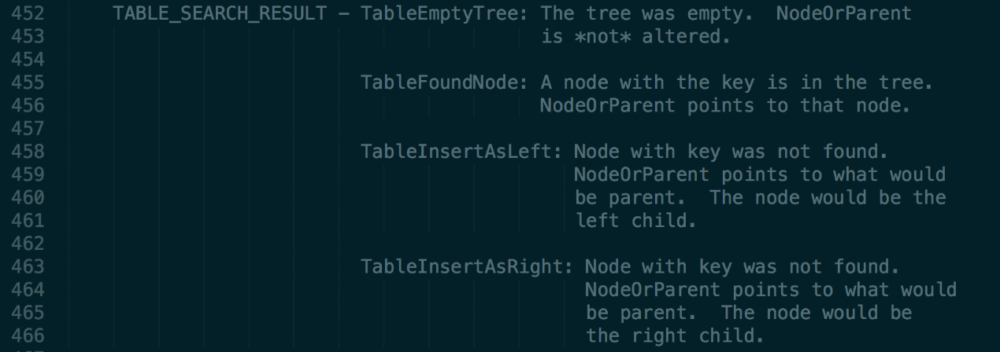 452 TABLE_SEARCH_RESULT - TableEmptyTree: The tree was empty.  NodeOrParent
453 is *not* altered.
454
455 TableFoundNode: A node with the key is in the tree.
456 NodeOrParent points to that node.
457
458 TableInsertAsLeft: Node with key was not found.
459 NodeOrParent points to what would
460 be parent.  The node would be the
461 left child.
462
463 TableInsertAsRight: Node with key was not found.
464 NodeOrParent points to what would
465 be parent.  The node would be
466 the right child.